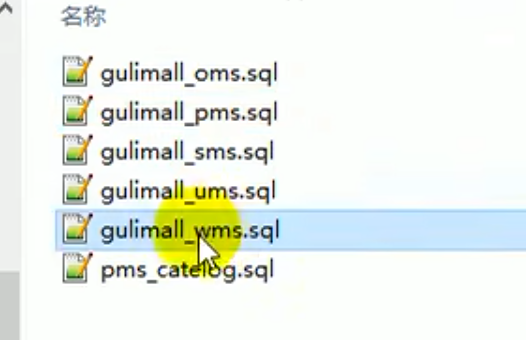 名称
gulimall_oms.sql
gulimall_pms.sql
gulimall_sms.sql
gulimall_ums.sql
gulimall_wms.sql
pms_catelog.sql